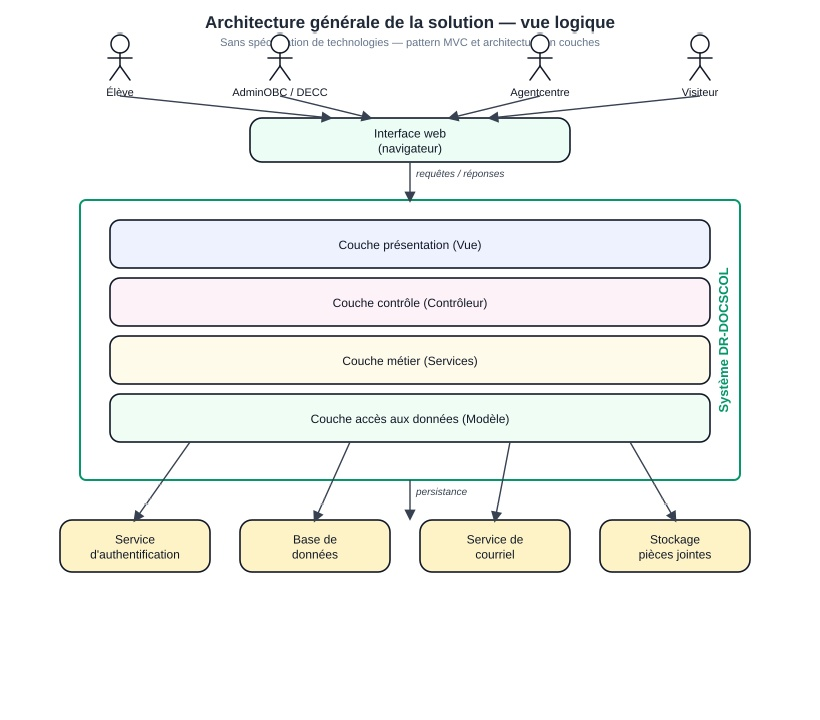 Architecture générale de la solution — vue logique
Sans spéc tion de technologies — pattern MVC et architectu n couches
Élève
AdminOBC / DECC
Agentcentre
Visiteur
Interface web
(navigateur)
requêtes / réponses
Couche présentation (Vue)
Couche contrôle (Contrôleur)
Couche métier (Services)
Couche accès aux données (Modèle)
Système DR-DOCSCOL
persistance
Service
d'authentification
Base de
données
Service de
courriel
Stockage
pièces jointes